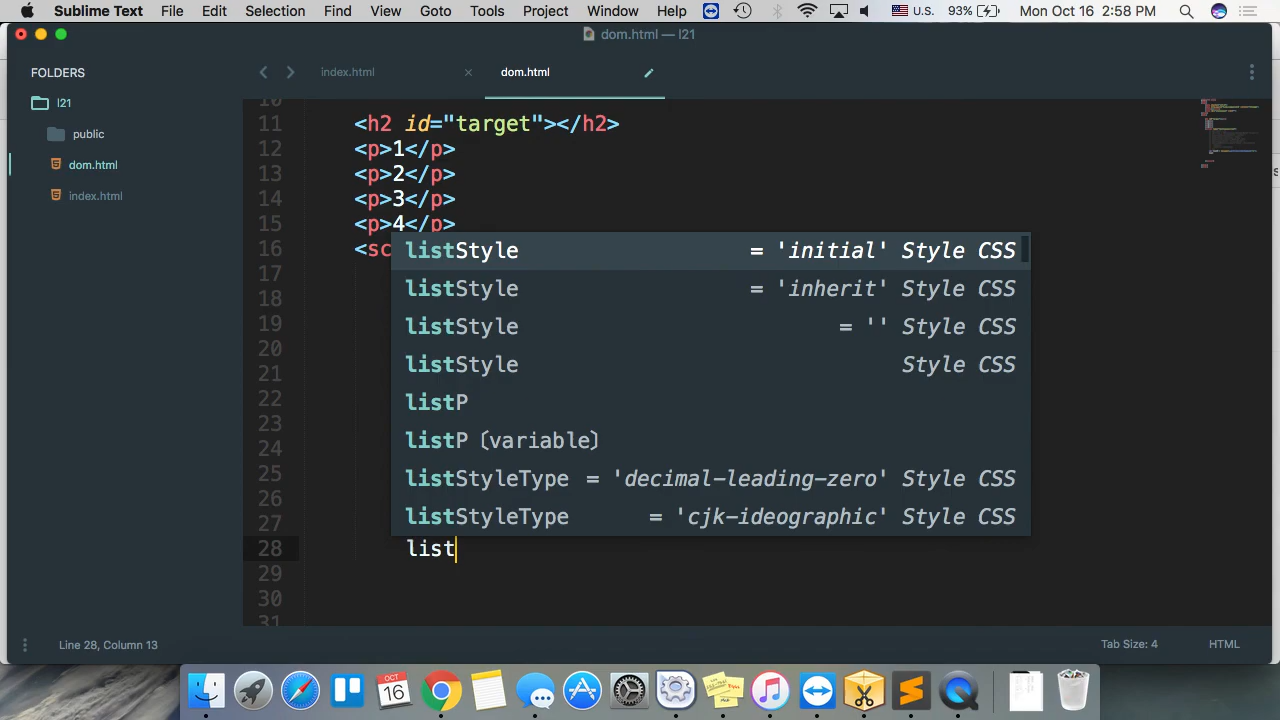 Sublime Text File Edit Selection Find View Goto Tools Project Window Help U.S. 93% Mon Oct 16 2:58 PM
dom.html — l21
FOLDERS
l21
public
dom.html
index.html
index.html
dom.html
10
11 <h2 id="target"></h2>
12 <p>1</p>
13 <p>2</p>
14 <p>3</p>
15 <p>4</p>
16 <sc
17
18
19
20
21
22
23
24
25
26
27
28 list
29
30
31
listStyle = 'initial' Style CSS
listStyle = 'inherit' Style CSS
listStyle = '' Style CSS
listStyle Style CSS
listP
listP (variable)
listStyleType = 'decimal-leading-zero' Style CSS
listStyleType = 'cjk-ideographic' Style CSS
Line 28, Column 13
Tab Size: 4
HTML
OCT
16